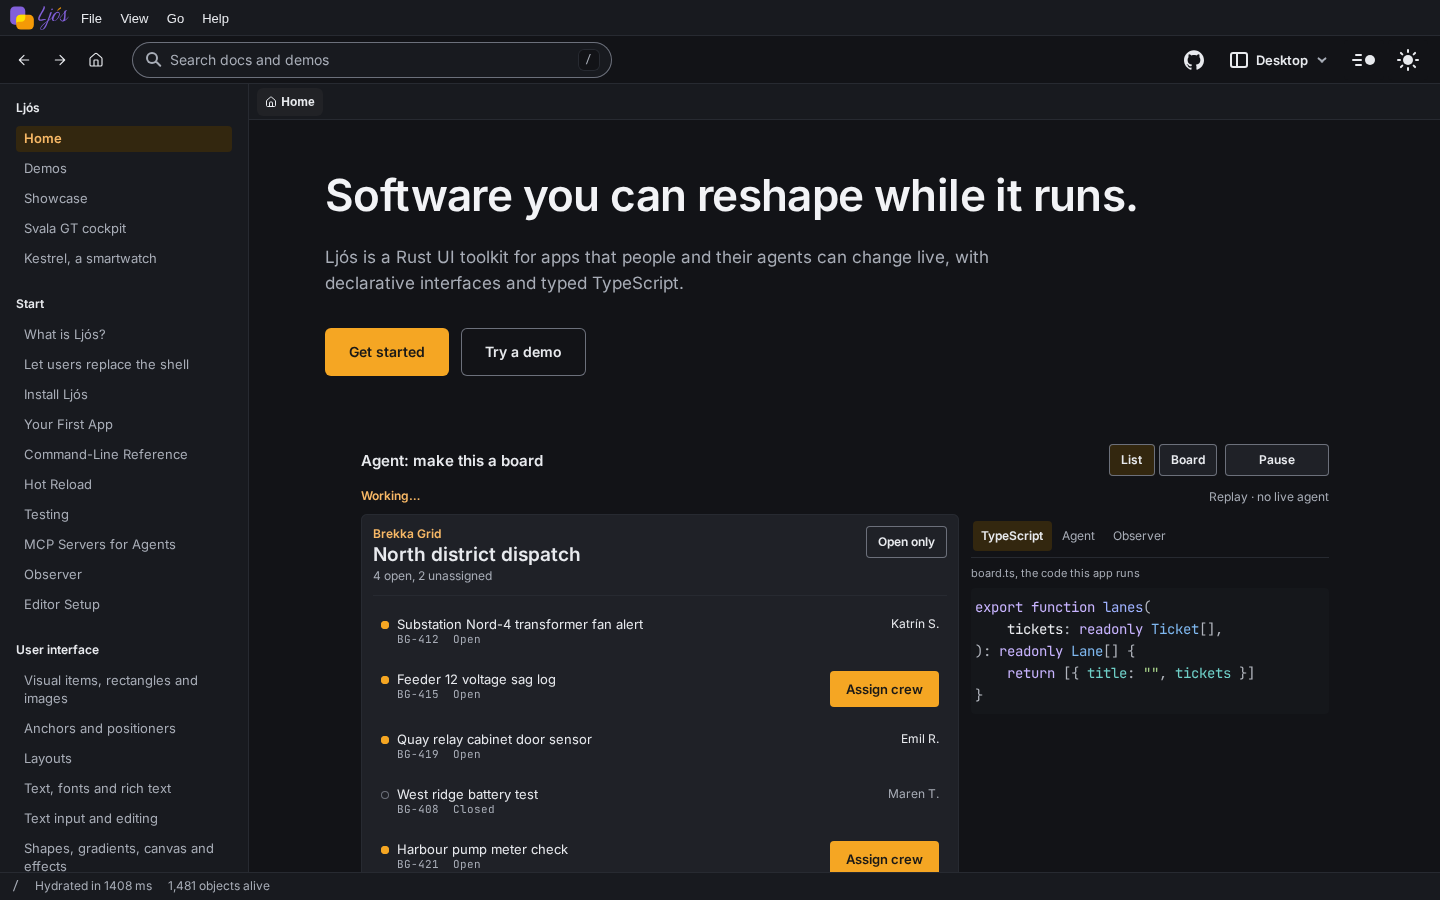 Ljós File View Go Help
Search docs and demos /
Desktop
Ljós
Home
Demos
Showcase
Svala GT cockpit
Kestrel, a smartwatch
Start
What is Ljós?
Let users replace the shell
Install Ljós
Your First App
Command-Line Reference
Hot Reload
Testing
MCP Servers for Agents
Observer
Editor Setup
User interface
Visual items, rectangles and
images
Anchors and positioners
Layouts
Text, fonts and rich text
Text input and editing
Shapes, gradients, canvas and
effects
Home
Software you can reshape while it runs.
Ljós is a Rust UI toolkit for apps that people and their agents can change live, with
declarative interfaces and typed TypeScript.
Get started Try a demo
Agent: make this a board
List Board Pause
Working...
Replay · no live agent
Brekka Grid
North district dispatch
4 open, 2 unassigned
Open only
Substation Nord-4 transformer fan alert
BG-412 Open
Katrín S.
Feeder 12 voltage sag log
BG-415 Open
Assign crew
Quay relay cabinet door sensor
BG-419 Open
Emil R.
West ridge battery test
BG-408 Closed
Maren T.
Harbour pump meter check
BG-421 Open
Assign crew
TypeScript Agent Observer
board.ts, the code this app runs
export function lanes(
    tickets: readonly Ticket[],
): readonly Lane[] {
    return [{ title: "", tickets }]
}
/ Hydrated in 1408 ms 1,481 objects alive